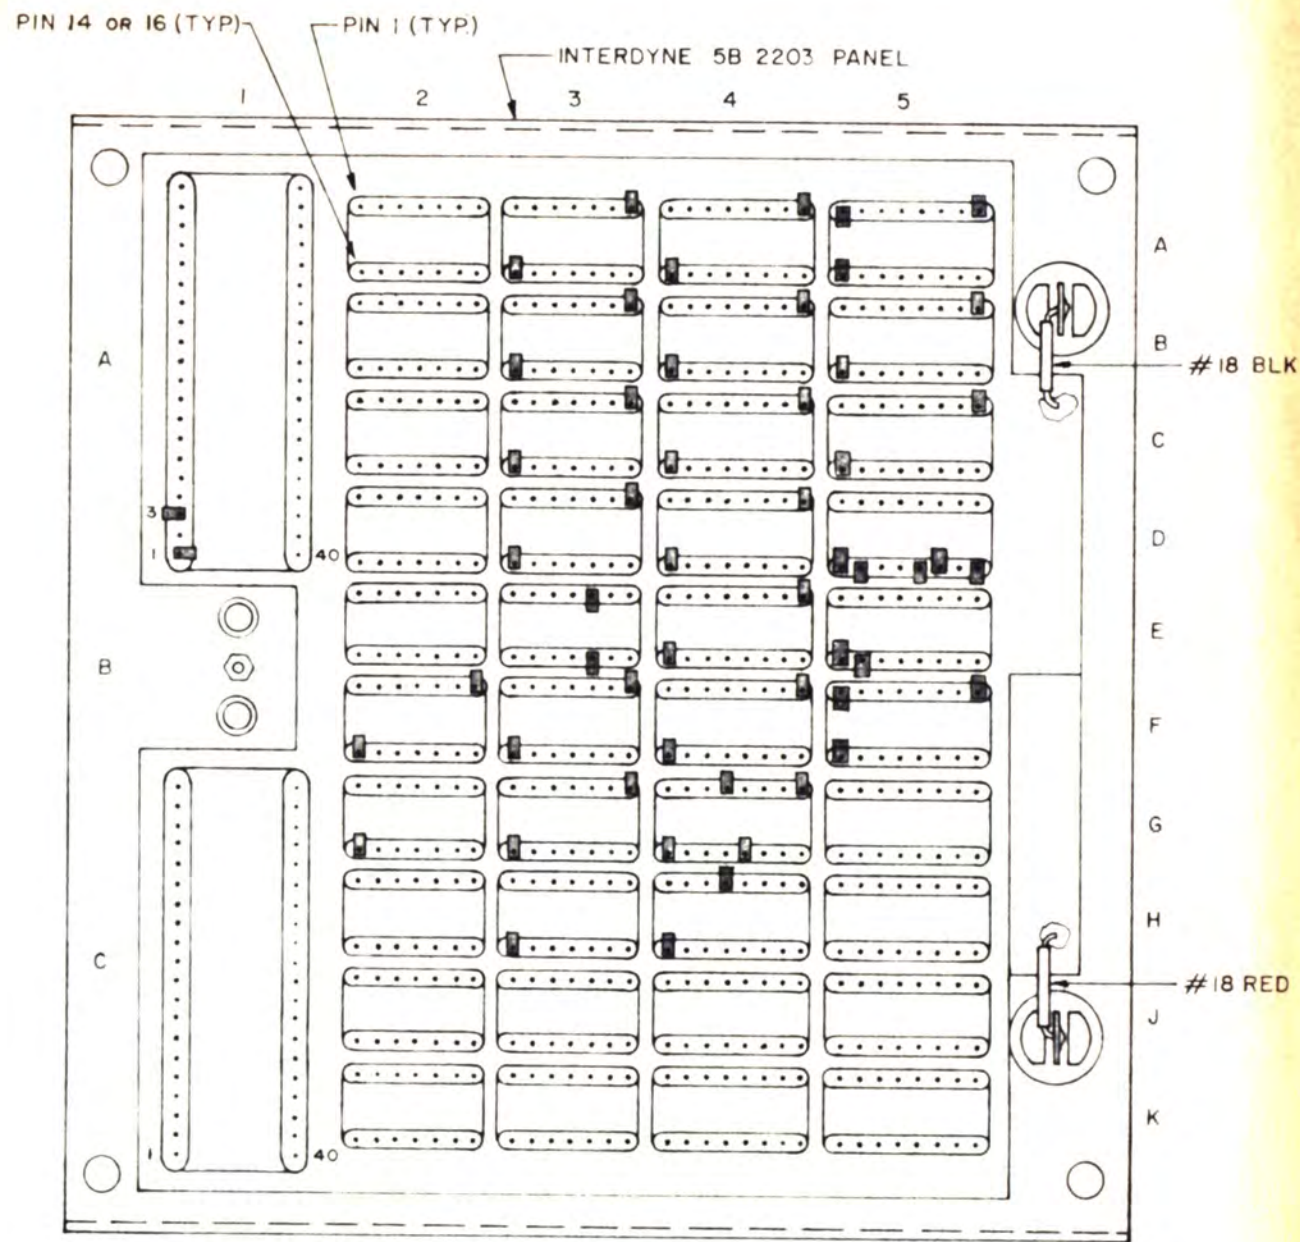 PIN 14 OR 16 (TYP.)
PIN 1 (TYP.)
INTERDYNE 5B 2203 PANEL
1 2 3 4 5
A
B
#18 BLK
A
C
3
D
1 40
E
B
F
G
H
C
#18 RED
J
K
1 40